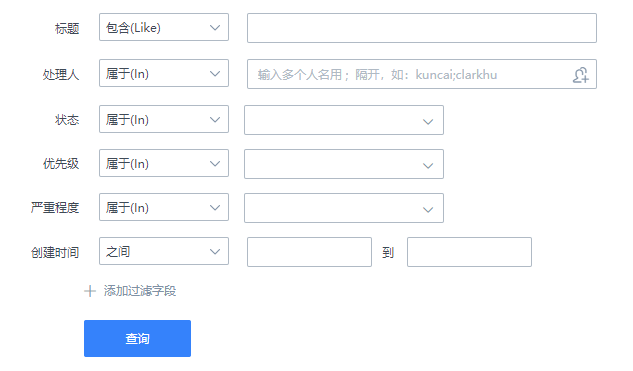 标题 包含(Like)
处理人 属于(In) 输入多个人名用 ; 隔开，如：kuncai;clarkhu
状态 属于(In)
优先级 属于(In)
严重程度 属于(In)
创建时间 之间 到
添加过滤字段
查询